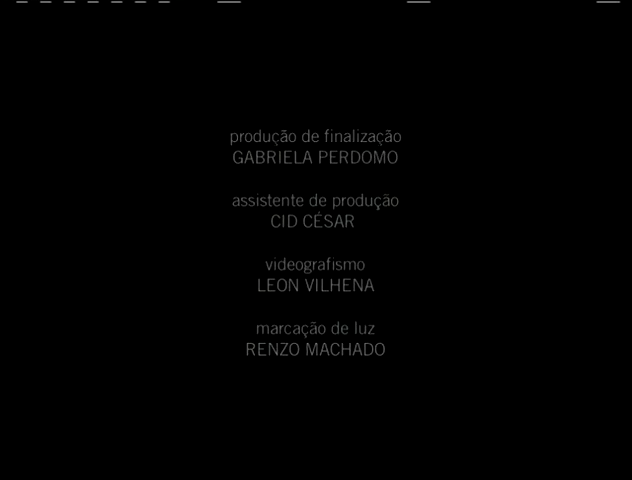 produção de finalização
GABRIELA PERDOMO
assistente de produção
CID CÉSAR
videografismo
LEON VILHENA
marcação de luz
RENZO MACHADO